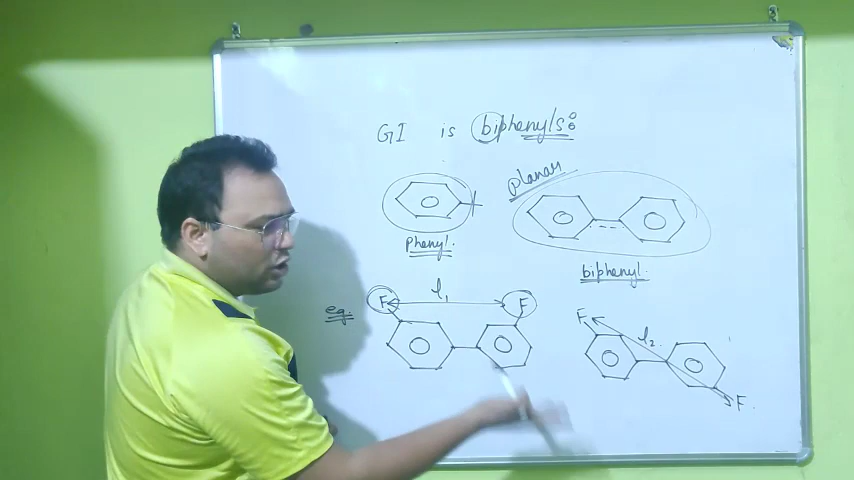 GI is biphenyls:
planar
phenyl.
biphenyl.
eg.
F l₁ F
F l₂ F.